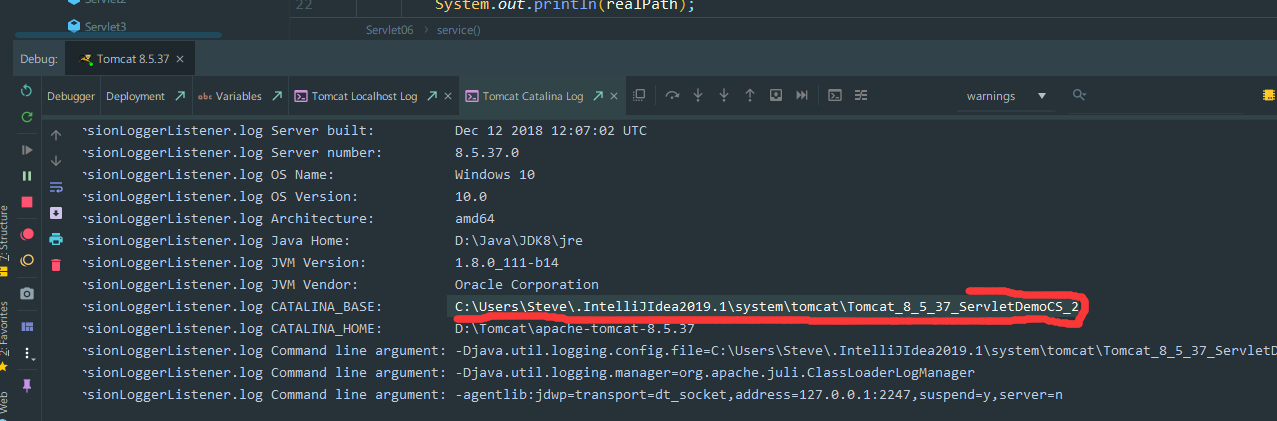 Servlet2
22 System.out.println(realPath);
Servlet3
Servlet06 > service()
Debug: Tomcat 8.5.37 ×
Debugger Deployment abc Variables Tomcat Localhost Log × Tomcat Catalina Log × warnings
sionLoggerListener.log Server built: Dec 12 2018 12:07:02 UTC
sionLoggerListener.log Server number: 8.5.37.0
sionLoggerListener.log OS Name: Windows 10
sionLoggerListener.log OS Version: 10.0
sionLoggerListener.log Architecture: amd64
sionLoggerListener.log Java Home: D:\Java\JDK8\jre
sionLoggerListener.log JVM Version: 1.8.0_111-b14
sionLoggerListener.log JVM Vendor: Oracle Corporation
sionLoggerListener.log CATALINA_BASE: C:\Users\Steve\.IntelliJIdea2019.1\system\tomcat\Tomcat_8_5_37_ServletDemoCS_2
sionLoggerListener.log CATALINA_HOME: D:\Tomcat\apache-tomcat-8.5.37
sionLoggerListener.log Command line argument: -Djava.util.logging.config.file=C:\Users\Steve\.IntelliJIdea2019.1\system\tomcat\Tomcat_8_5_37_ServletD
sionLoggerListener.log Command line argument: -Djava.util.logging.manager=org.apache.juli.ClassLoaderLogManager
sionLoggerListener.log Command line argument: -agentlib:jdwp=transport=dt_socket,address=127.0.0.1:2247,suspend=y,server=n
7: Structure
2: Favorites
Web